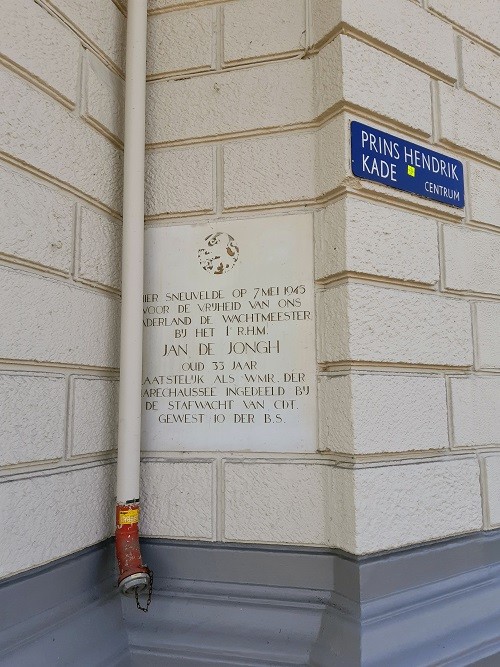 PRINS HENDRIK
KADE
CENTRUM
HIER SNEUVELDE OP 7 MEI 1945
VOOR DE VRIJHEID VAN ONS
VADERLAND DE WACHTMEESTER
BIJ HET 1e R.H.M.
JAN DE JONGH
OUD 33 JAAR
LAATSTELIJK ALS WMR. DER
MARECHAUSSEE INGEDEELD BIJ
DE STAFWACHT VAN CDT.
GEWEST 10 DER B.S.